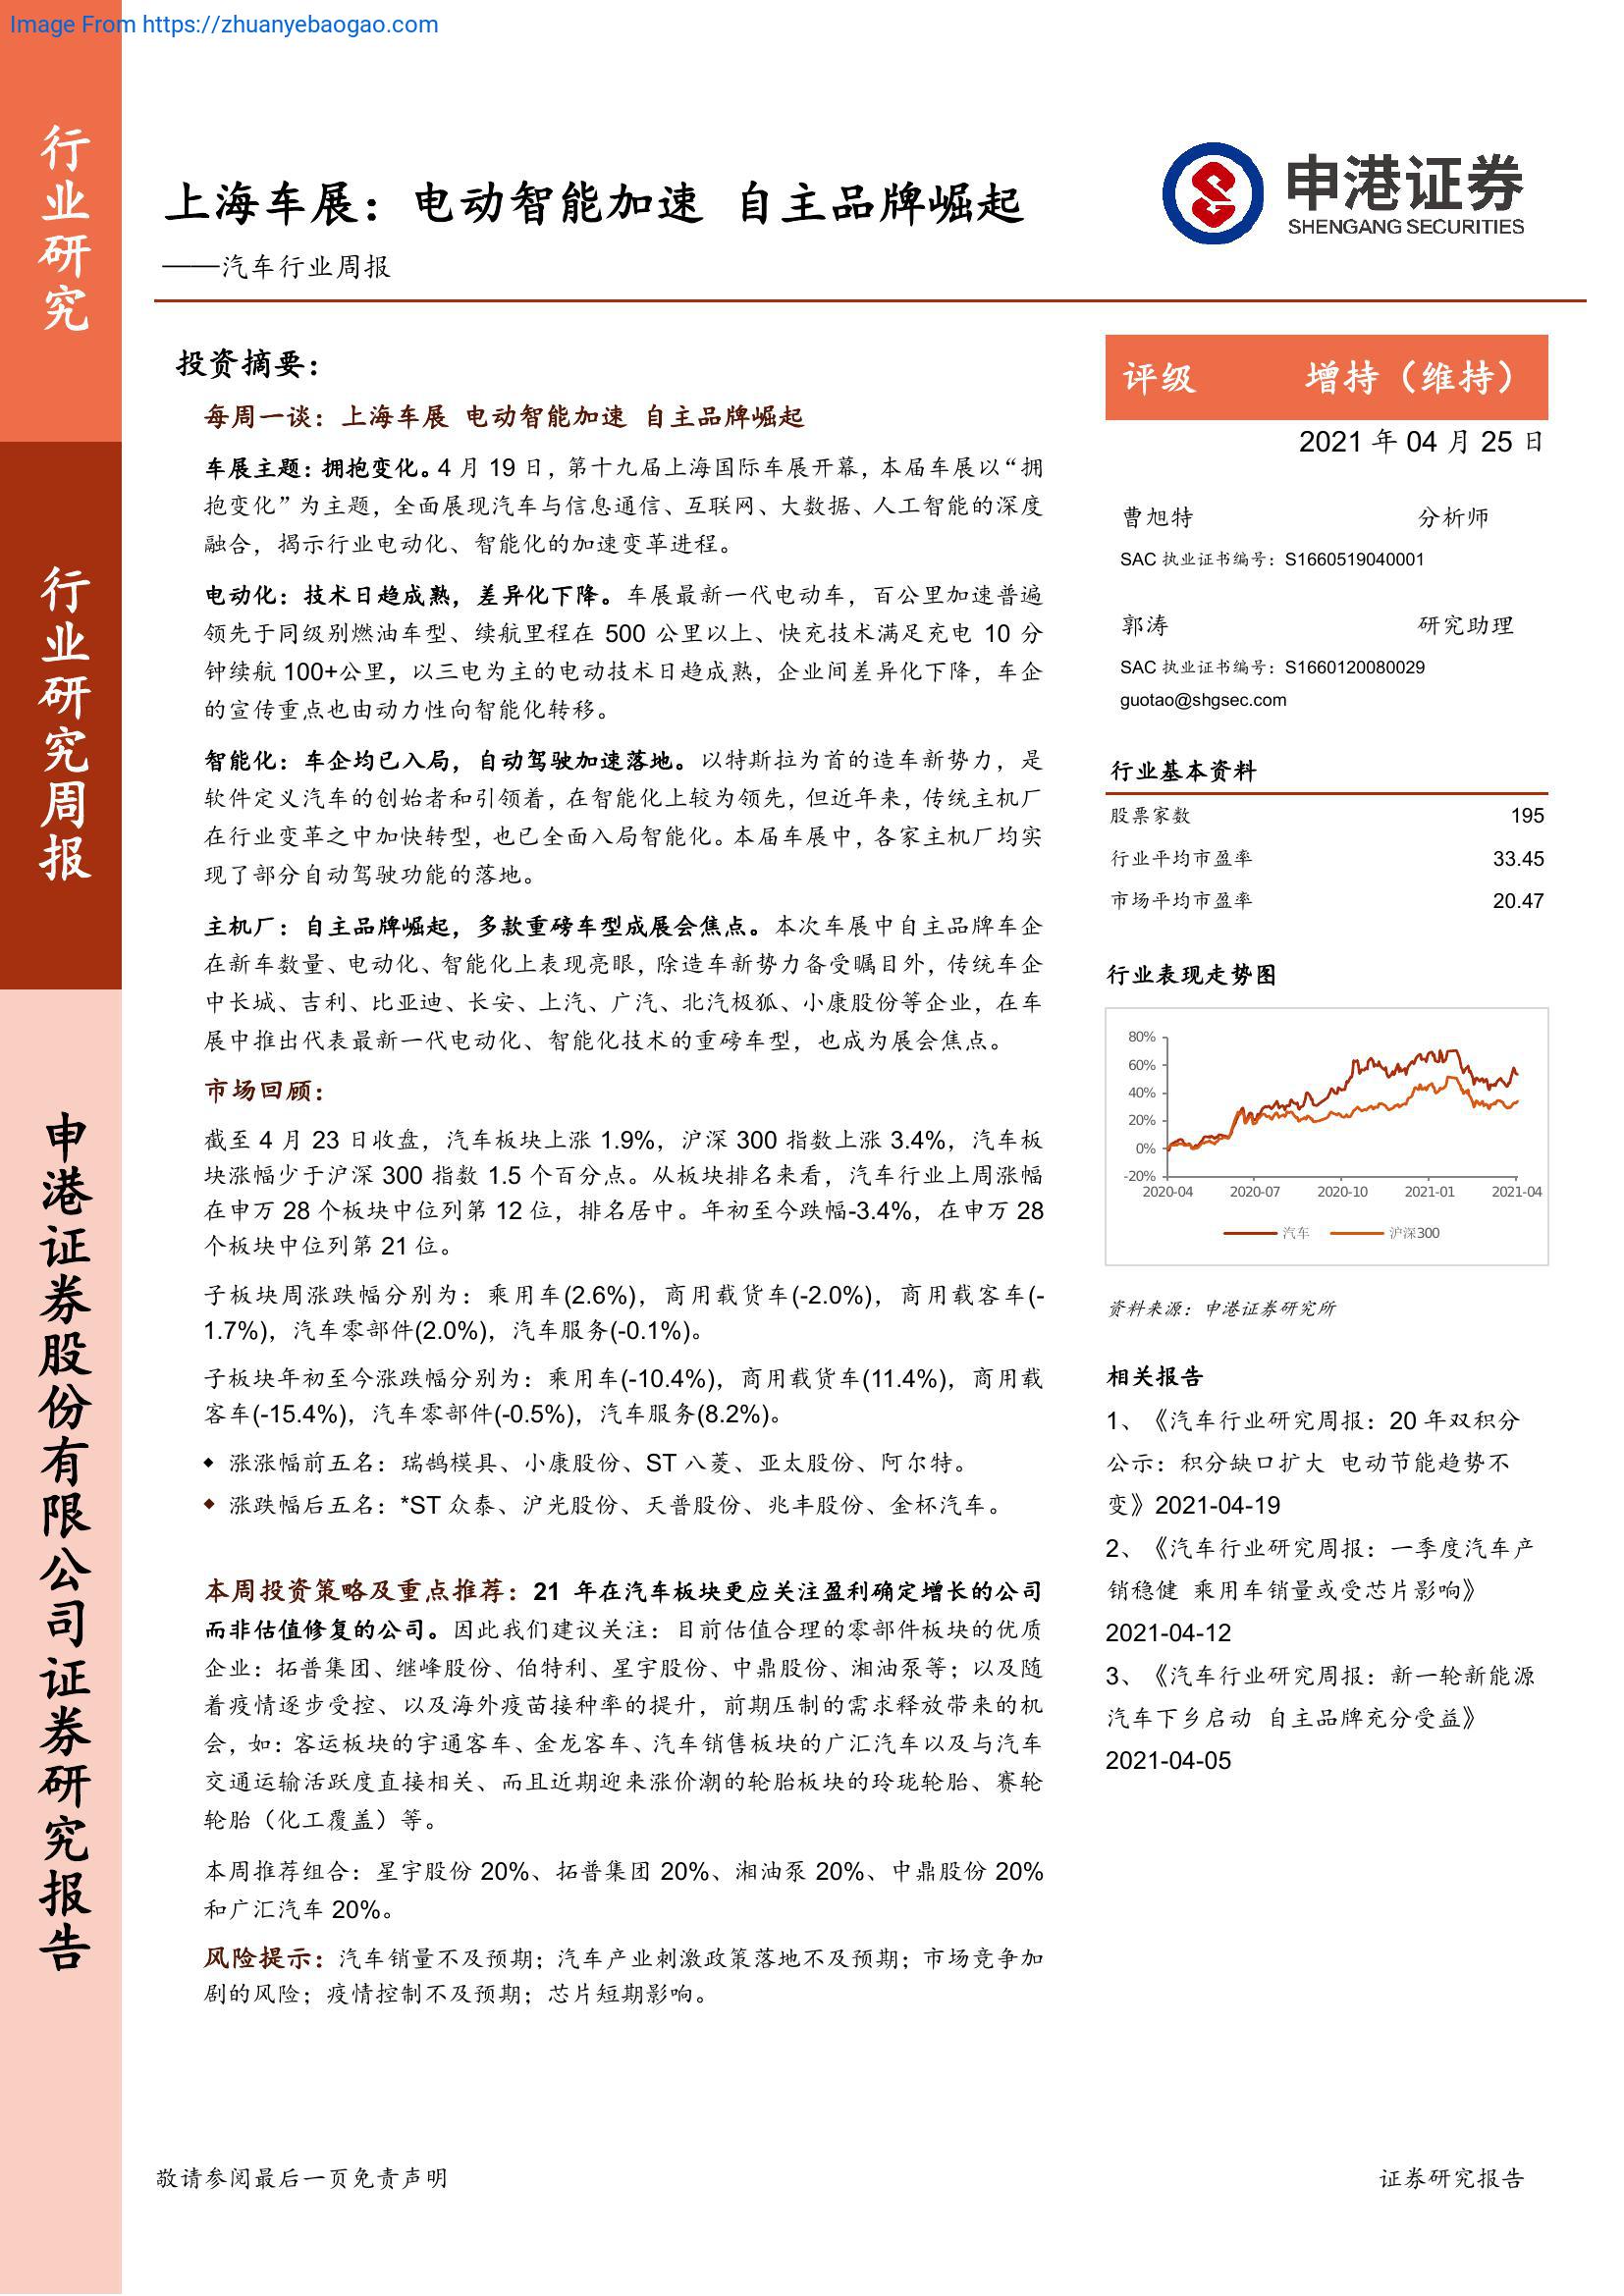 Image From https://zhuanyebaogao.com
行业研究
行业研究周报
申港证券股份有限公司证券研究报告
上海车展：电动智能加速 自主品牌崛起
——汽车行业周报
申港证券
SHENGANG SECURITIES
投资摘要：
每周一谈：上海车展 电动智能加速 自主品牌崛起
车展主题：拥抱变化。4 月 19 日，第十九届上海国际车展开幕，本届车展以“拥
抱变化”为主题，全面展现汽车与信息通信、互联网、大数据、人工智能的深度
融合，揭示行业电动化、智能化的加速变革进程。
电动化：技术日趋成熟，差异化下降。车展最新一代电动车，百公里加速普遍
领先于同级别燃油车型、续航里程在 500 公里以上、快充技术满足充电 10 分
钟续航 100+公里，以三电为主的电动技术日趋成熟，企业间差异化下降，车企
的宣传重点也由动力性向智能化转移。
智能化：车企均已入局，自动驾驶加速落地。以特斯拉为首的造车新势力，是
软件定义汽车的创始者和引领着，在智能化上较为领先，但近年来，传统主机厂
在行业变革之中加快转型，也已全面入局智能化。本届车展中，各家主机厂均实
现了部分自动驾驶功能的落地。
主机厂：自主品牌崛起，多款重磅车型成展会焦点。本次车展中自主品牌车企
在新车数量、电动化、智能化上表现亮眼，除造车新势力备受瞩目外，传统车企
中长城、吉利、比亚迪、长安、上汽、广汽、北汽极狐、小康股份等企业，在车
展中推出代表最新一代电动化、智能化技术的重磅车型，也成为展会焦点。
市场回顾：
截至 4 月 23 日收盘，汽车板块上涨 1.9%，沪深 300 指数上涨 3.4%，汽车板
块涨幅少于沪深 300 指数 1.5 个百分点。从板块排名来看，汽车行业上周涨幅
在申万 28 个板块中位列第 12 位，排名居中。年初至今跌幅-3.4%，在申万 28
个板块中位列第 21 位。
子板块周涨跌幅分别为：乘用车(2.6%)，商用载货车(-2.0%)，商用载客车(-
1.7%)，汽车零部件(2.0%)，汽车服务(-0.1%)。
子板块年初至今涨跌幅分别为：乘用车(-10.4%)，商用载货车(11.4%)，商用载
客车(-15.4%)，汽车零部件(-0.5%)，汽车服务(8.2%)。
◆ 涨涨幅前五名：瑞鹄模具、小康股份、ST 八菱、亚太股份、阿尔特。
◆ 涨跌幅后五名：*ST 众泰、沪光股份、天普股份、兆丰股份、金杯汽车。
本周投资策略及重点推荐：21 年在汽车板块更应关注盈利确定增长的公司
而非估值修复的公司。因此我们建议关注：目前估值合理的零部件板块的优质
企业：拓普集团、继峰股份、伯特利、星宇股份、中鼎股份、湘油泵等；以及随
着疫情逐步受控、以及海外疫苗接种率的提升，前期压制的需求释放带来的机
会，如：客运板块的宇通客车、金龙客车、汽车销售板块的广汇汽车以及与汽车
交通运输活跃度直接相关、而且近期迎来涨价潮的轮胎板块的玲珑轮胎、赛轮
轮胎（化工覆盖）等。
本周推荐组合：星宇股份 20%、拓普集团 20%、湘油泵 20%、中鼎股份 20%
和广汇汽车 20%。
风险提示：汽车销量不及预期；汽车产业刺激政策落地不及预期；市场竞争加
剧的风险；疫情控制不及预期；芯片短期影响。
评级 增持（维持）
2021 年 04 月 25 日
曹旭特 分析师
SAC 执业证书编号：S1660519040001
郭涛 研究助理
SAC 执业证书编号：S1660120080029
guotao@shgsec.com
行业基本资料
股票家数 195
行业平均市盈率 33.45
市场平均市盈率 20.47
行业表现走势图
80%
60%
40%
20%
0%
-20%
2020-04 2020-07 2020-10 2021-01 2021-04
汽车 沪深300
资料来源：申港证券研究所
相关报告
1、《汽车行业研究周报：20 年双积分
公示：积分缺口扩大 电动节能趋势不
变》2021-04-19
2、《汽车行业研究周报：一季度汽车产
销稳健 乘用车销量或受芯片影响》
2021-04-12
3、《汽车行业研究周报：新一轮新能源
汽车下乡启动 自主品牌充分受益》
2021-04-05
敬请参阅最后一页免责声明 证券研究报告